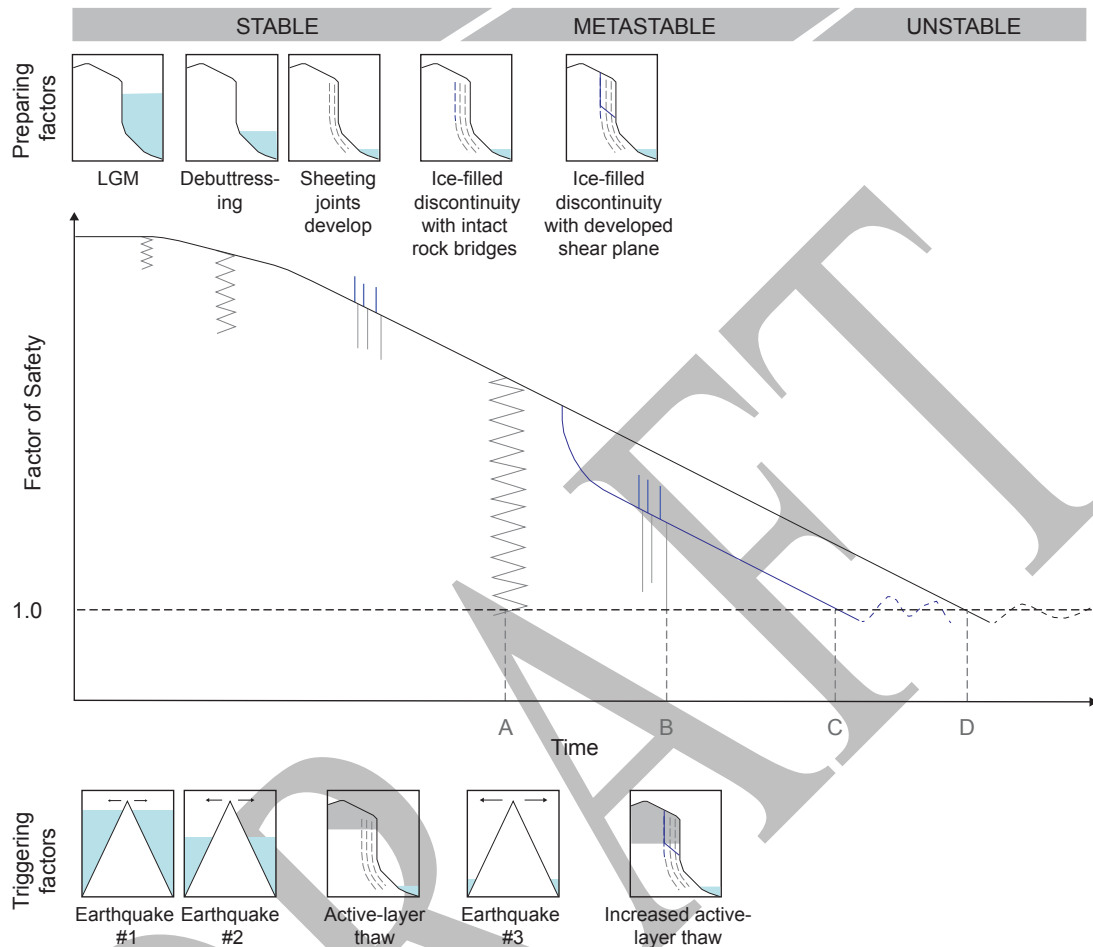 STABLE METASTABLE UNSTABLE
Preparing
factors
LGM
Debuttress-
ing
Sheeting
joints
develop
Ice-filled
discontinuity
with intact
rock bridges
Ice-filled
discontinuity
with developed
shear plane
Factor of Safety
1.0
A B C D
Time
Triggering
factors
Earthquake
#1
Earthquake
#2
Active-layer
thaw
Earthquake
#3
Increased active-
layer thaw
DRAFT